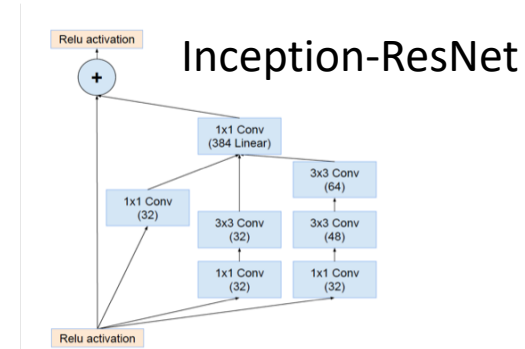 Relu activation
Inception-ResNet
+
1x1 Conv
(384 Linear)
3x3 Conv
(64)
1x1 Conv
(32)
3x3 Conv
(32)
3x3 Conv
(48)
1x1 Conv
(32)
1x1 Conv
(32)
Relu activation